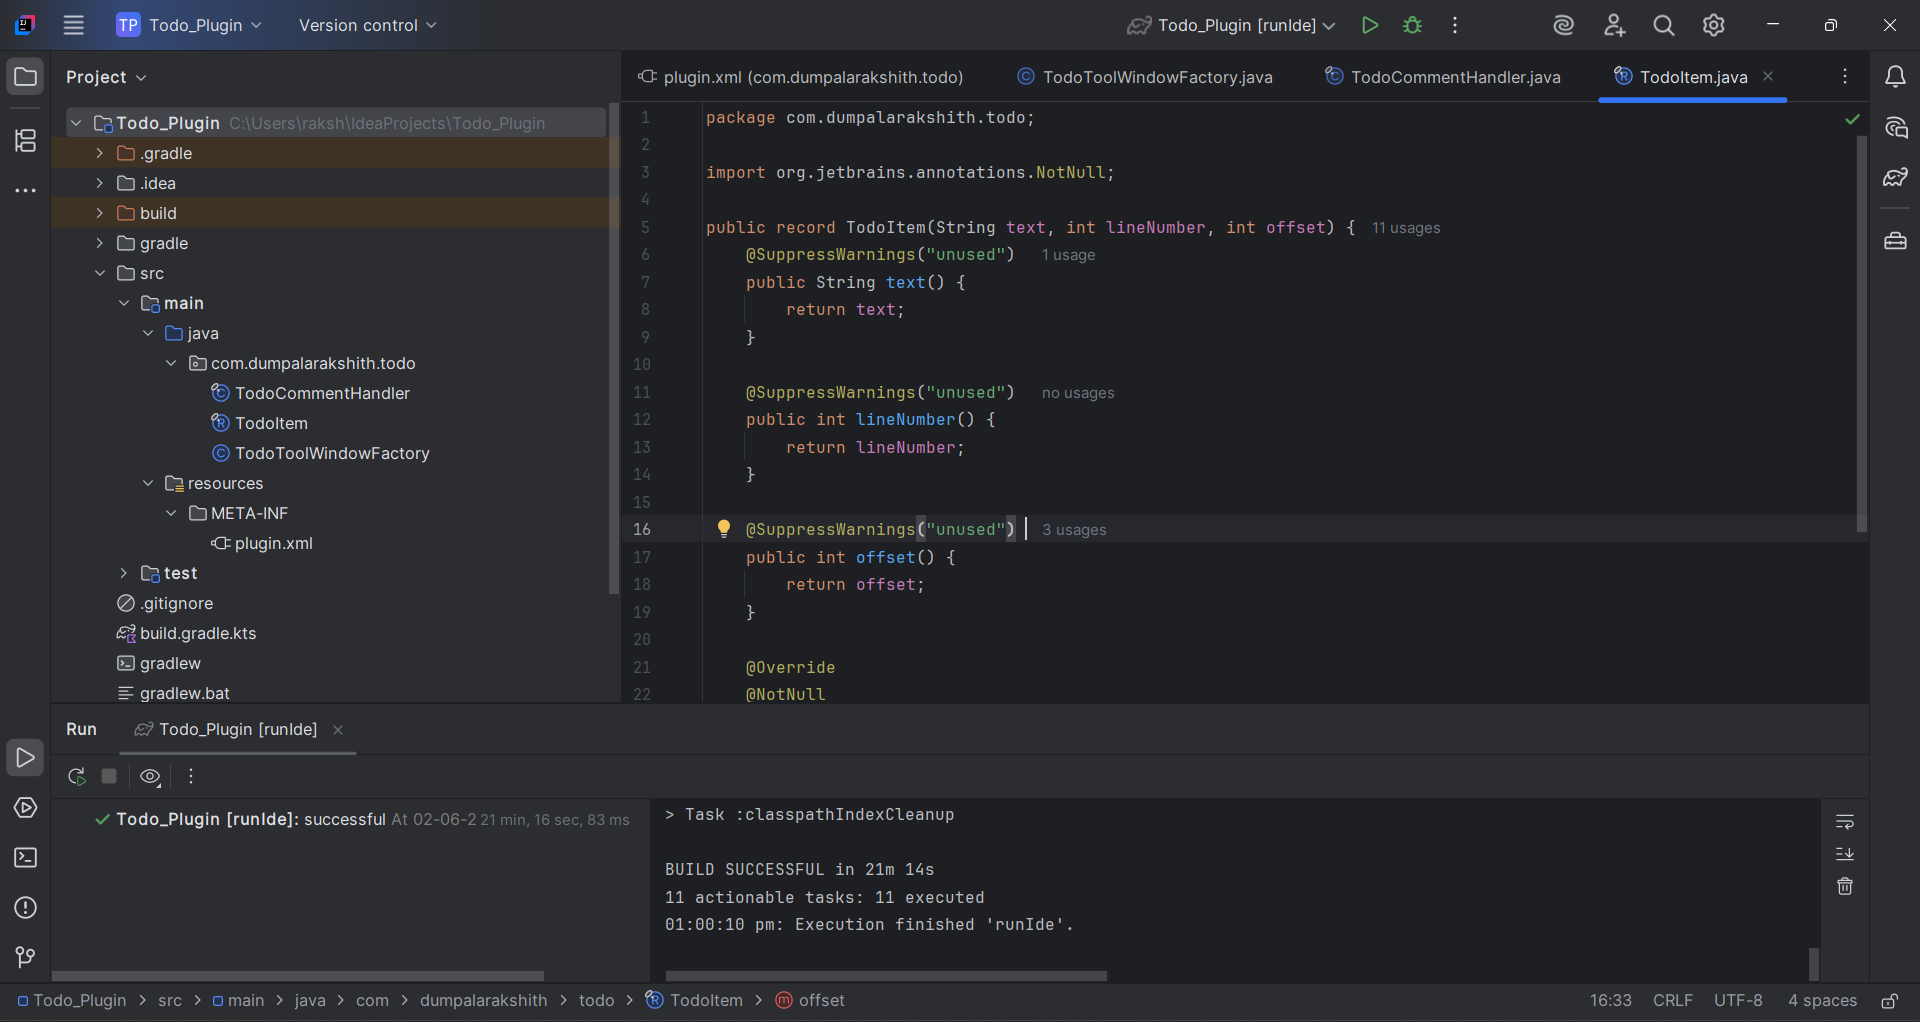 TP Todo_Plugin Version control Todo_Plugin [runIde]
Project
Todo_Plugin C:\Users\raksh\IdeaProjects\Todo_Plugin
.gradle
.idea
build
gradle
src
main
java
com.dumpalarakshith.todo
TodoCommentHandler
TodoItem
TodoToolWindowFactory
resources
META-INF
plugin.xml
test
.gitignore
build.gradle.kts
gradlew
gradlew.bat
plugin.xml (com.dumpalarakshith.todo) TodoToolWindowFactory.java TodoCommentHandler.java TodoItem.java
1 package com.dumpalarakshith.todo;
2
3 import org.jetbrains.annotations.NotNull;
4
5 public record TodoItem(String text, int lineNumber, int offset) { 11 usages
6 @SuppressWarnings("unused") 1 usage
7 public String text() {
8 return text;
9 }
10
11 @SuppressWarnings("unused") no usages
12 public int lineNumber() {
13 return lineNumber;
14 }
15
16 @SuppressWarnings("unused") 3 usages
17 public int offset() {
18 return offset;
19 }
20
21 @Override
22 @NotNull
Run Todo_Plugin [runIde]
Todo_Plugin [runIde]: successful At 02-06-2 21 min, 16 sec, 83 ms
> Task :classpathIndexCleanup
BUILD SUCCESSFUL in 21m 14s
11 actionable tasks: 11 executed
01:00:10 pm: Execution finished 'runIde'.
Todo_Plugin > src > main > java > com > dumpalarakshith > todo > TodoItem > offset 16:33 CRLF UTF-8 4 spaces